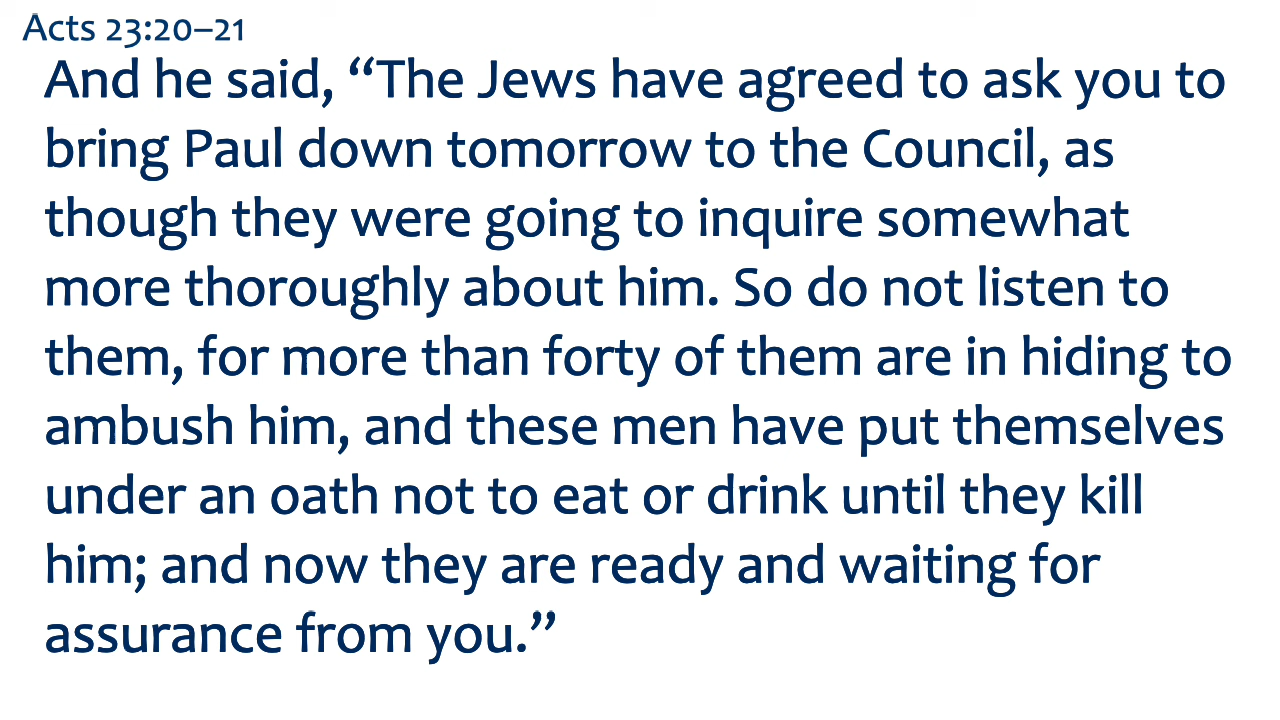 Acts 23:20–21
And he said, “The Jews have agreed to ask you to
bring Paul down tomorrow to the Council, as
though they were going to inquire somewhat
more thoroughly about him. So do not listen to
them, for more than forty of them are in hiding to
ambush him, and these men have put themselves
under an oath not to eat or drink until they kill
him; and now they are ready and waiting for
assurance from you.”